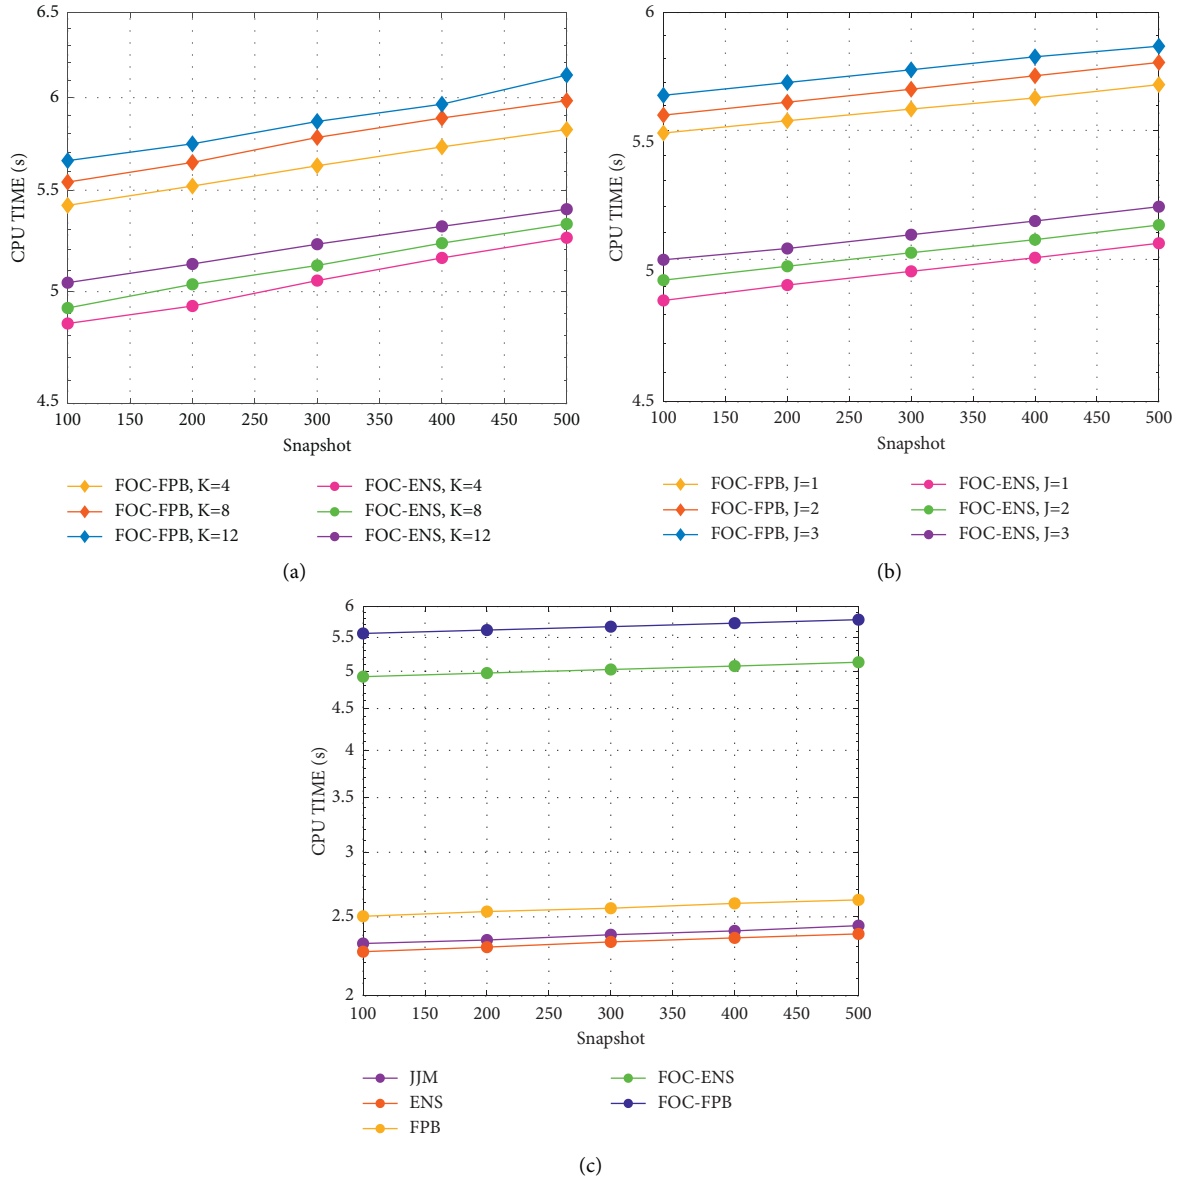 6.5
6
5.5
5
4.5
CPU TIME (s)
100 150 200 250 300 350 400 450 500
Snapshot
FOC-FPB, K=4
FOC-FPB, K=8
FOC-FPB, K=12
FOC-ENS, K=4
FOC-ENS, K=8
FOC-ENS, K=12
(a)
6
5.5
5
4.5
CPU TIME (s)
100 150 200 250 300 350 400 450 500
Snapshot
FOC-FPB, J=1
FOC-FPB, J=2
FOC-FPB, J=3
FOC-ENS, J=1
FOC-ENS, J=2
FOC-ENS, J=3
(b)
6
5.5
5
4.5
4
3.5
3
2.5
2
CPU TIME (s)
100 150 200 250 300 350 400 450 500
Snapshot
JJM
ENS
FPB
FOC-ENS
FOC-FPB
(c)